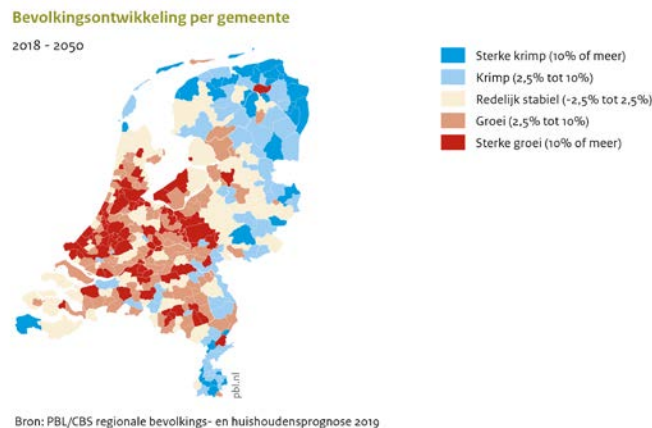 Bevolkingsontwikkeling per gemeente
2018 - 2050
Sterke krimp (10% of meer)
Krimp (2,5% tot 10%)
Redelijk stabiel (-2,5% tot 2,5%)
Groei (2,5% tot 10%)
Sterke groei (10% of meer)
pbl.nl
Bron: PBL/CBS regionale bevolkings- en huishoudensprognose 2019